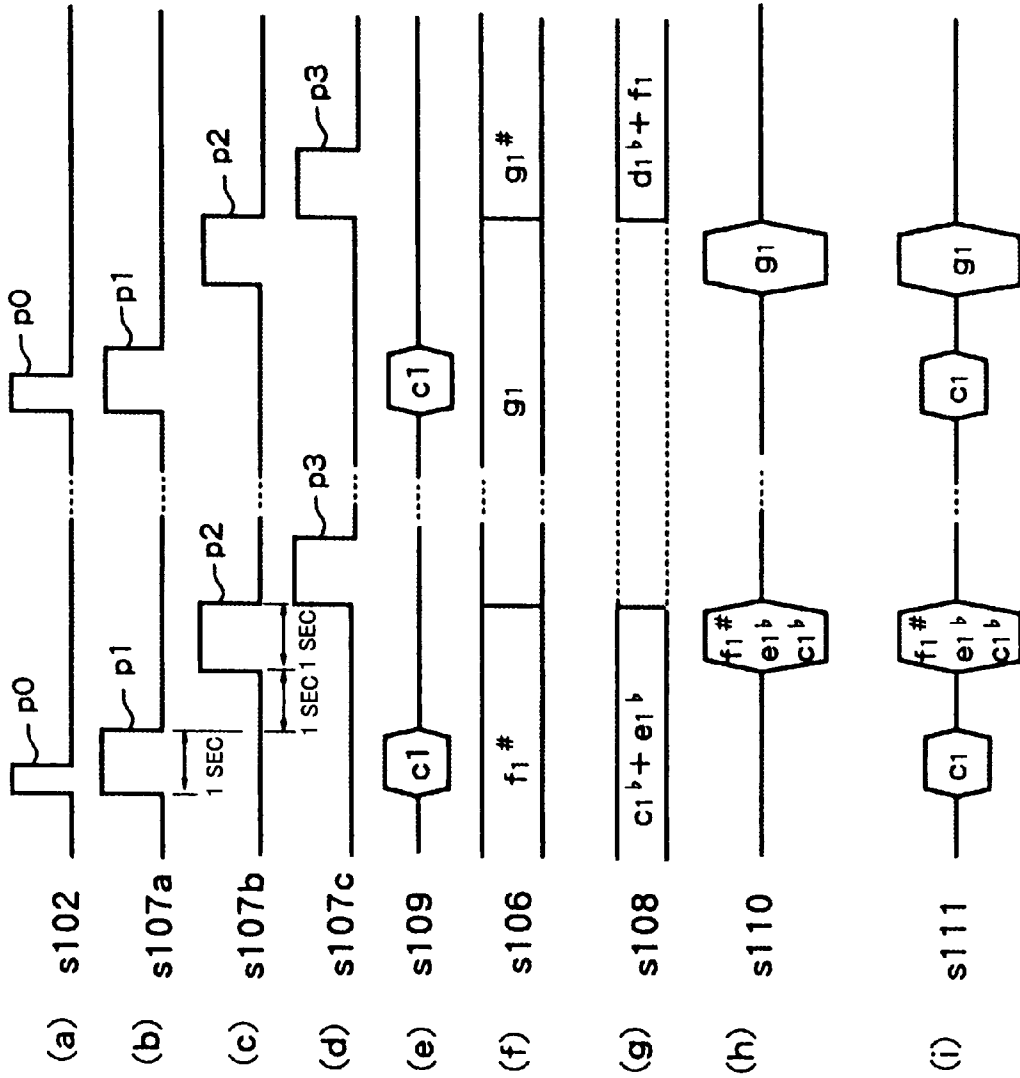 (a) s102 p0 p0
(b) s107a p1 p1
1 SEC
(c) s107b p2 p2
1 SEC 1 SEC
(d) s107c p3 p3
(e) s109 c1 c1
(f) s106 f1# g1 g1#
(g) s108 c1♭+e1♭ d1♭+f1
(h) s110 f1# e1♭ c1♭ g1
(i) s111 c1 f1# e1♭ c1♭ c1 g1